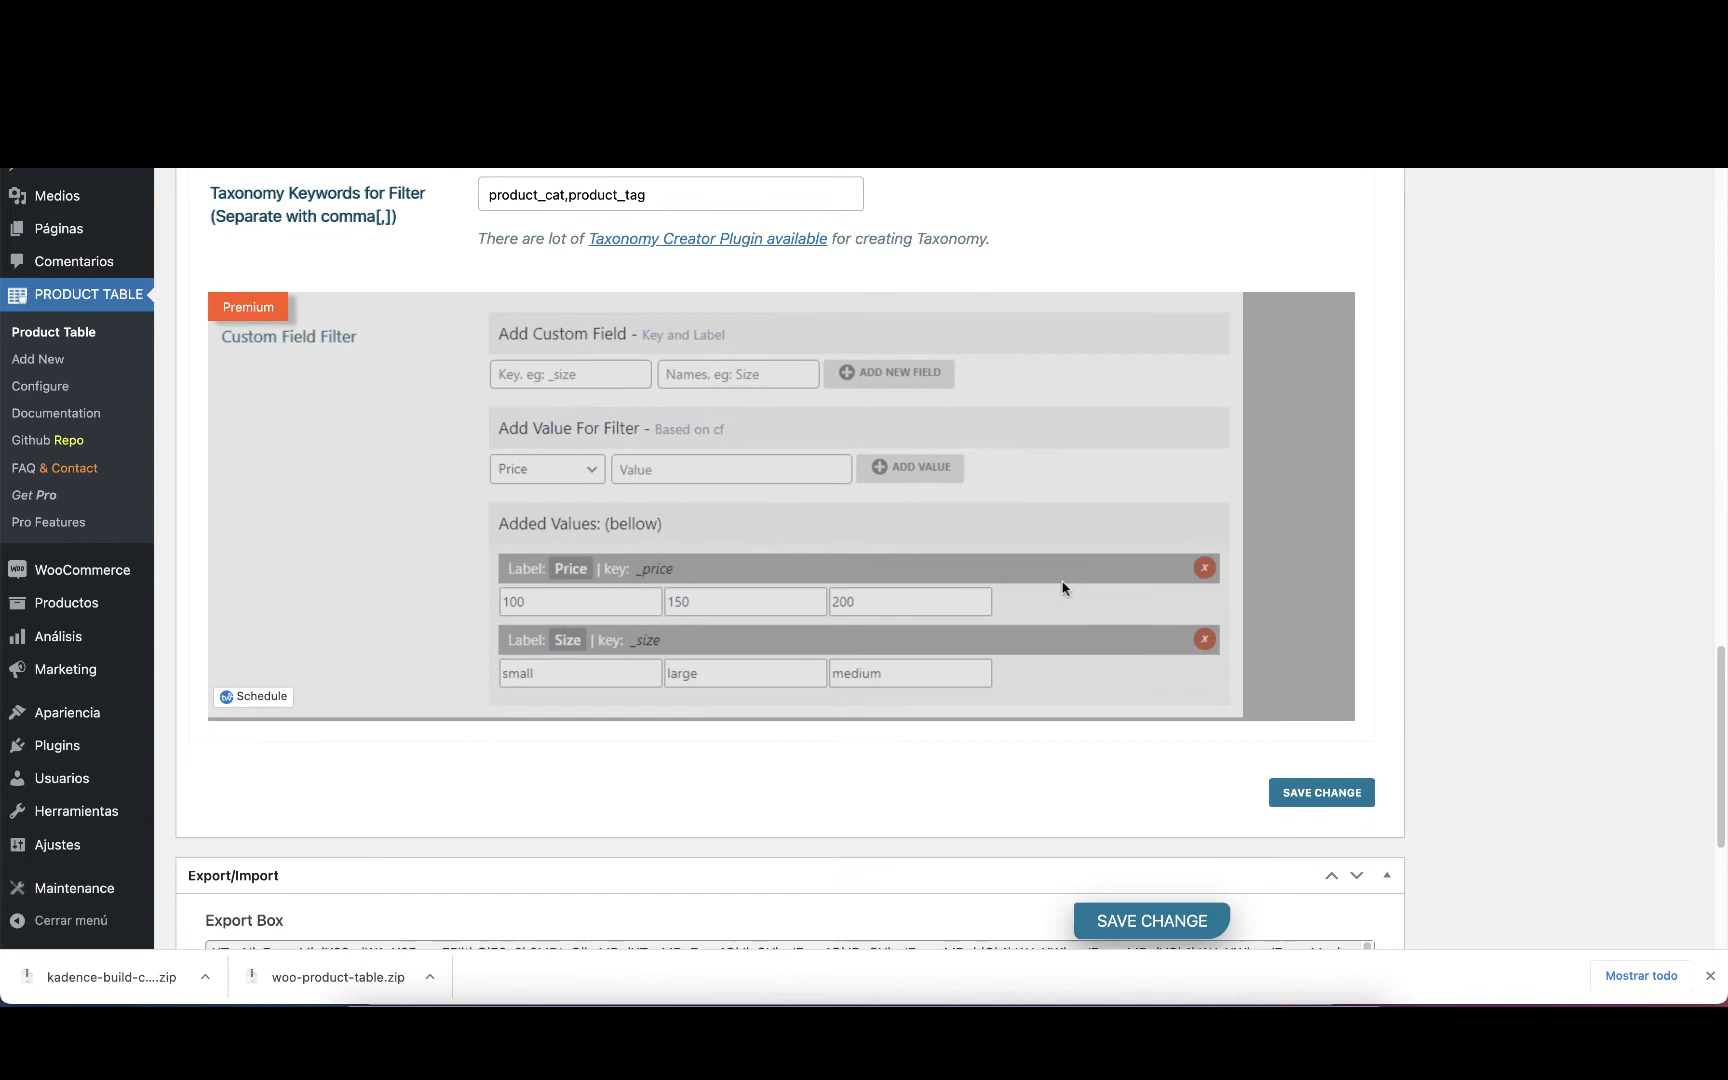 Medios
Páginas
Comentarios
PRODUCT TABLE
Product Table
Add New
Configure
Documentation
Github Repo
FAQ & Contact
Get Pro
Pro Features
WooCommerce
Productos
Análisis
Marketing
Apariencia
Plugins
Usuarios
Herramientas
Ajustes
Maintenance
Cerrar menú
Taxonomy Keywords for Filter
(Separate with comma[,])
product_cat,product_tag
There are lot of Taxonomy Creator Plugin available for creating Taxonomy.
Premium
Custom Field Filter
Add Custom Field - Key and Label
Key. eg: _size
Names. eg: Size
ADD NEW FIELD
Add Value For Filter - Based on cf
Price
Value
ADD VALUE
Added Values: (bellow)
Label: Price | key: _price
x
100
150
200
Label: Size | key: _size
x
small
large
medium
Schedule
SAVE CHANGE
Export/Import
Export Box
SAVE CHANGE
kadence-build-c....zip
woo-product-table.zip
Mostrar todo